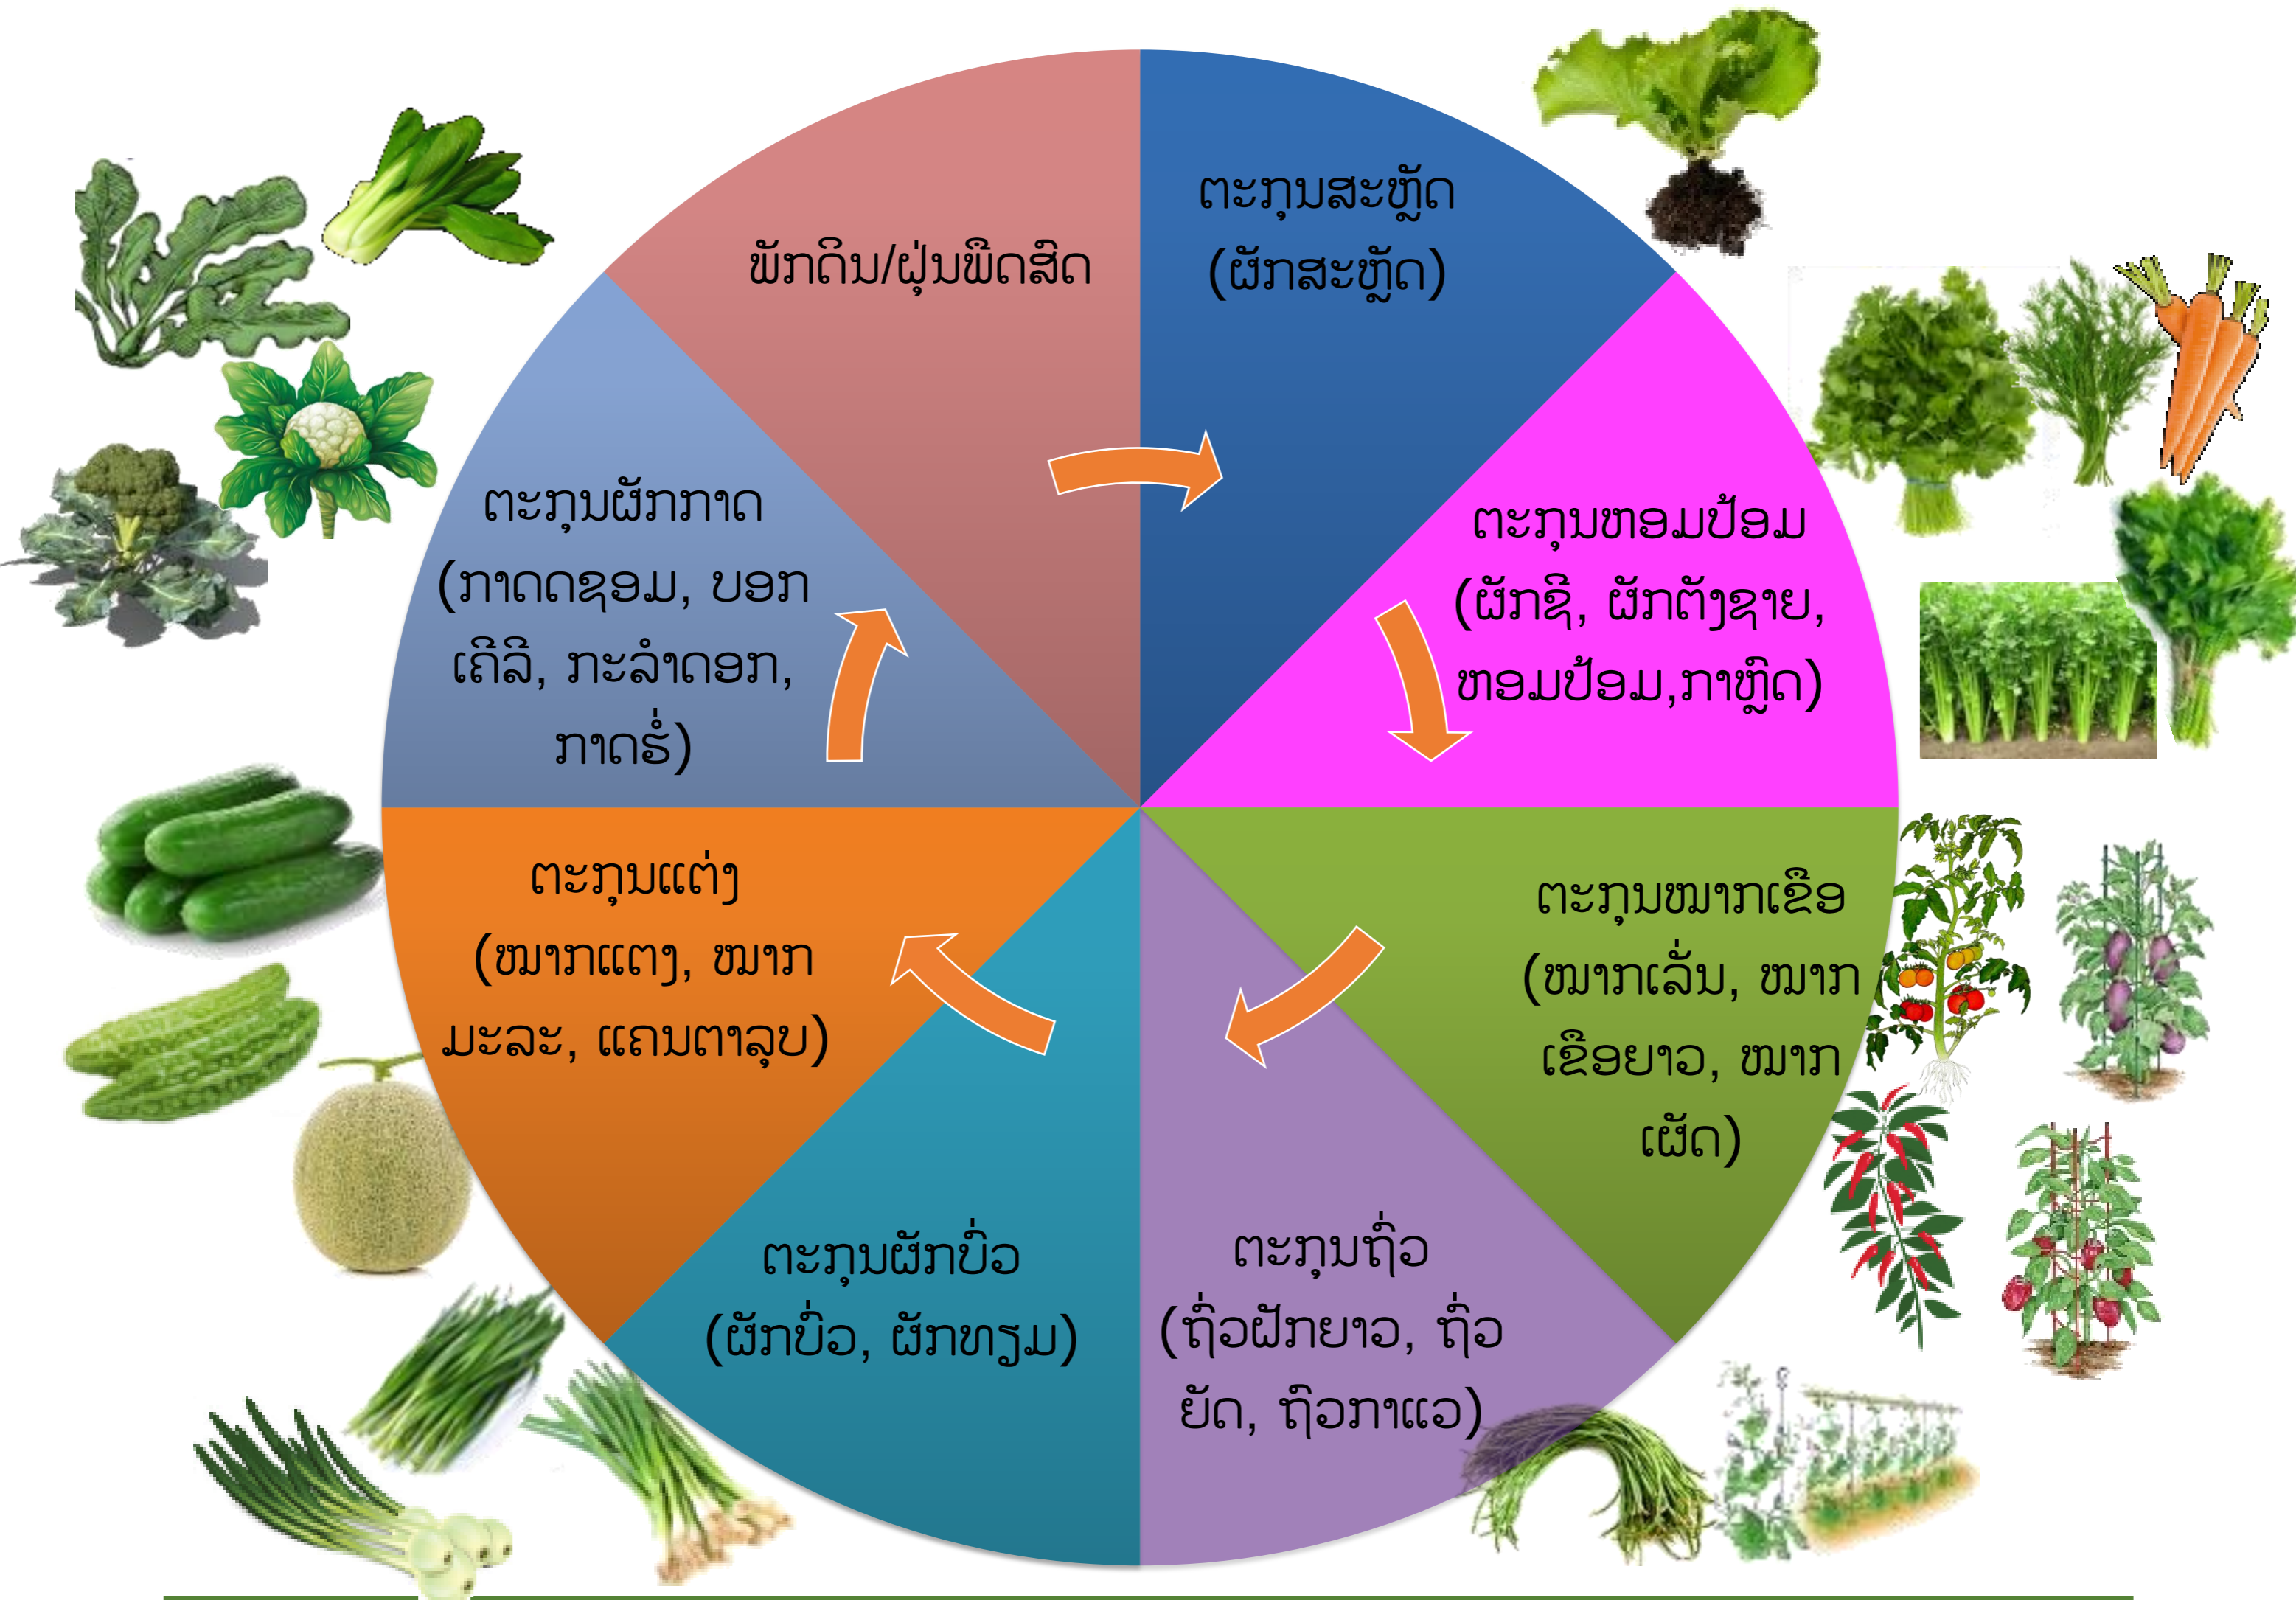 ຕະກຸນສະຫຼັດ
(ຜັກສະຫຼັດ)
ຕະກຸນຫອມປ້ອມ
(ຜັກຊີ, ຜັກຕັງຊາຍ,
ຫອມປ້ອມ,ກາຫຼົດ)
ຕະກຸນໝາກເຂືອ
(ໝາກເລັ່ນ, ໝາກ
ເຂືອຍາວ, ໝາກ
ເຜັດ)
ຕະກຸນຖົ່ວ
(ຖົ່ວຝັກຍາວ, ຖົ່ວ
ຍັດ, ຖົວກາແວ)
ຕະກຸນຜັກບົ່ວ
(ຜັກບົ່ວ, ຜັກທຽມ)
ຕະກຸນແຕ່ງ
(ໝາກແຕງ, ໝາກ
ມະລະ, ແຄນຕາລຸບ)
ຕະກຸນຜັກກາດ
(ກາດດຊອມ, ບອກ
ເຄີລີ, ກະລໍາດອກ,
ກາດຮໍ່)
ພັກດິນ/ຝຸ່ນພືດສົດ